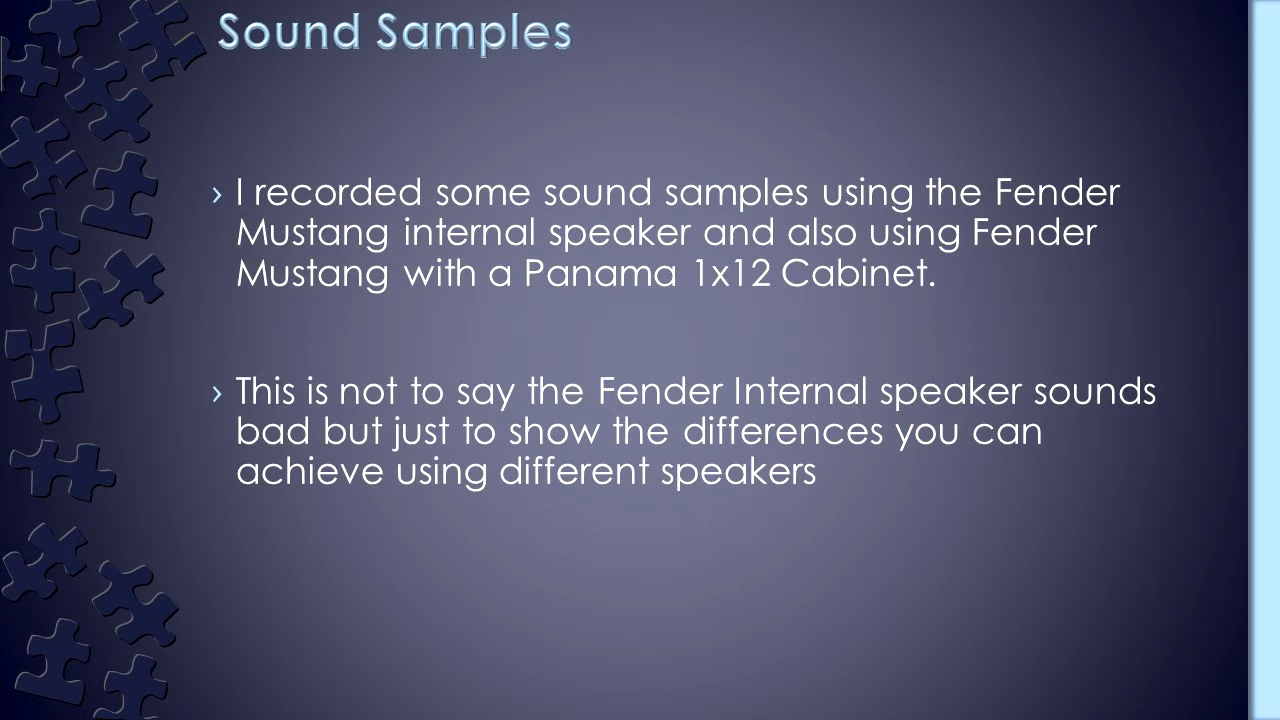 Sound Samples
› I recorded some sound samples using the Fender
Mustang internal speaker and also using Fender
Mustang with a Panama 1x12 Cabinet.
› This is not to say the Fender Internal speaker sounds
bad but just to show the differences you can
achieve using different speakers